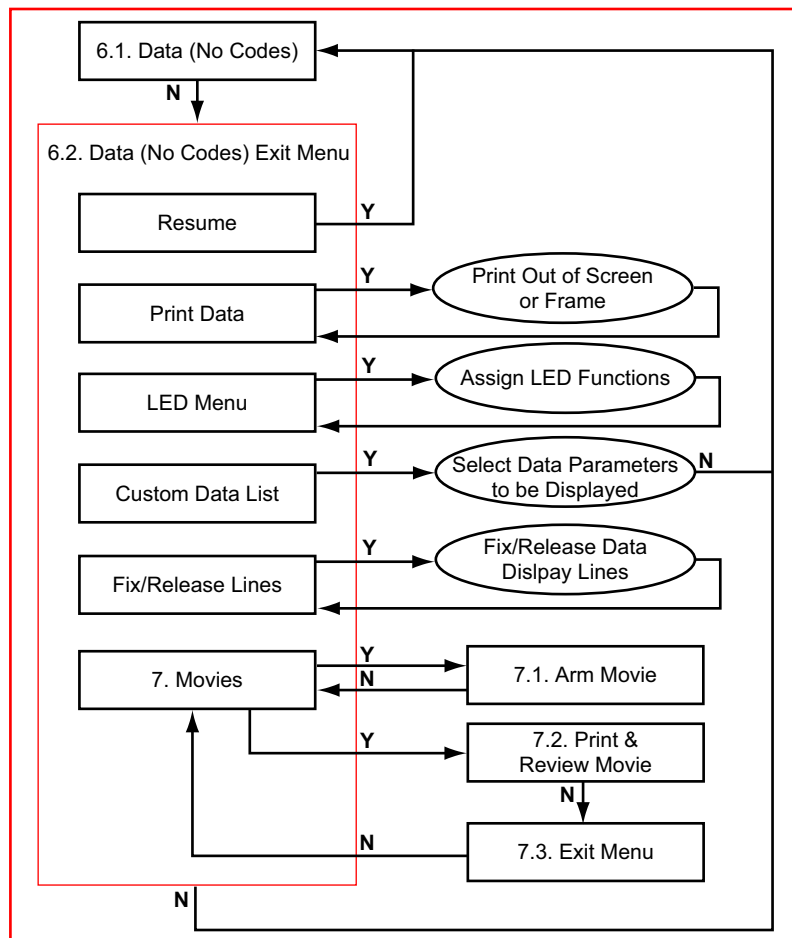 6.1. Data (No Codes)
N
6.2. Data (No Codes) Exit Menu
Resume
Y
Print Data
Y
Print Out of Screen
or Frame
LED Menu
Y
Assign LED Functions
Custom Data List
Y
Select Data Parameters
to be Displayed
N
Fix/Release Lines
Y
Fix/Release Data
Dislpay Lines
7. Movies
Y
N
7.1. Arm Movie
Y
7.2. Print &
Review Movie
N
N
7.3. Exit Menu
N